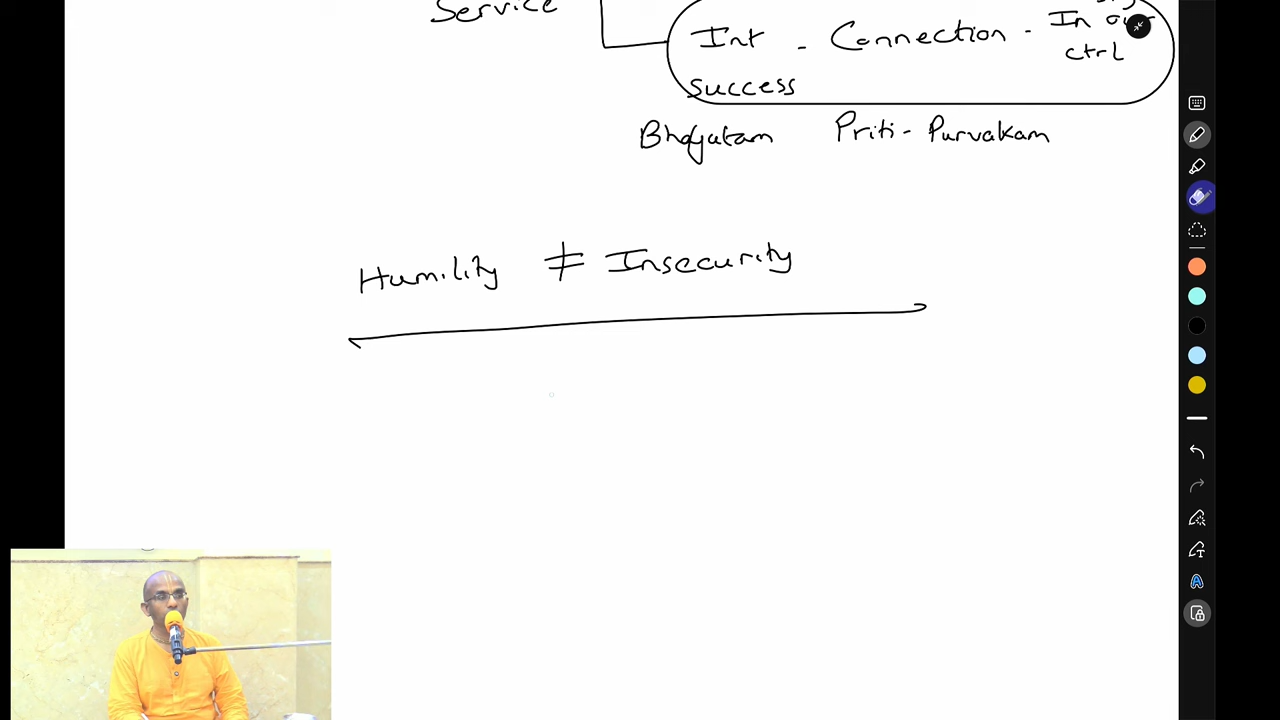 Service
Int - Connection - In our
ctrl
success
Bhajatam Priti - Purvakam
Humility ≠ Insecurity